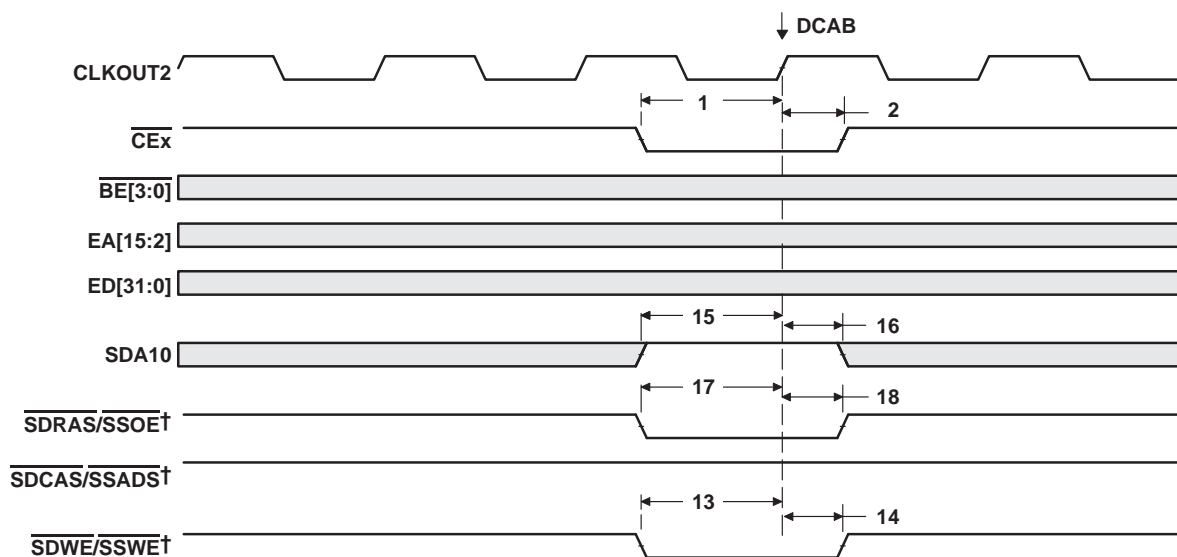 DCAB
CLKOUT2
1
2
CEx
BE[3:0]
EA[15:2]
ED[31:0]
15
16
SDA10
17
18
SDRAS/SSOE†
SDCAS/SSADS†
13
14
SDWE/SSWE†